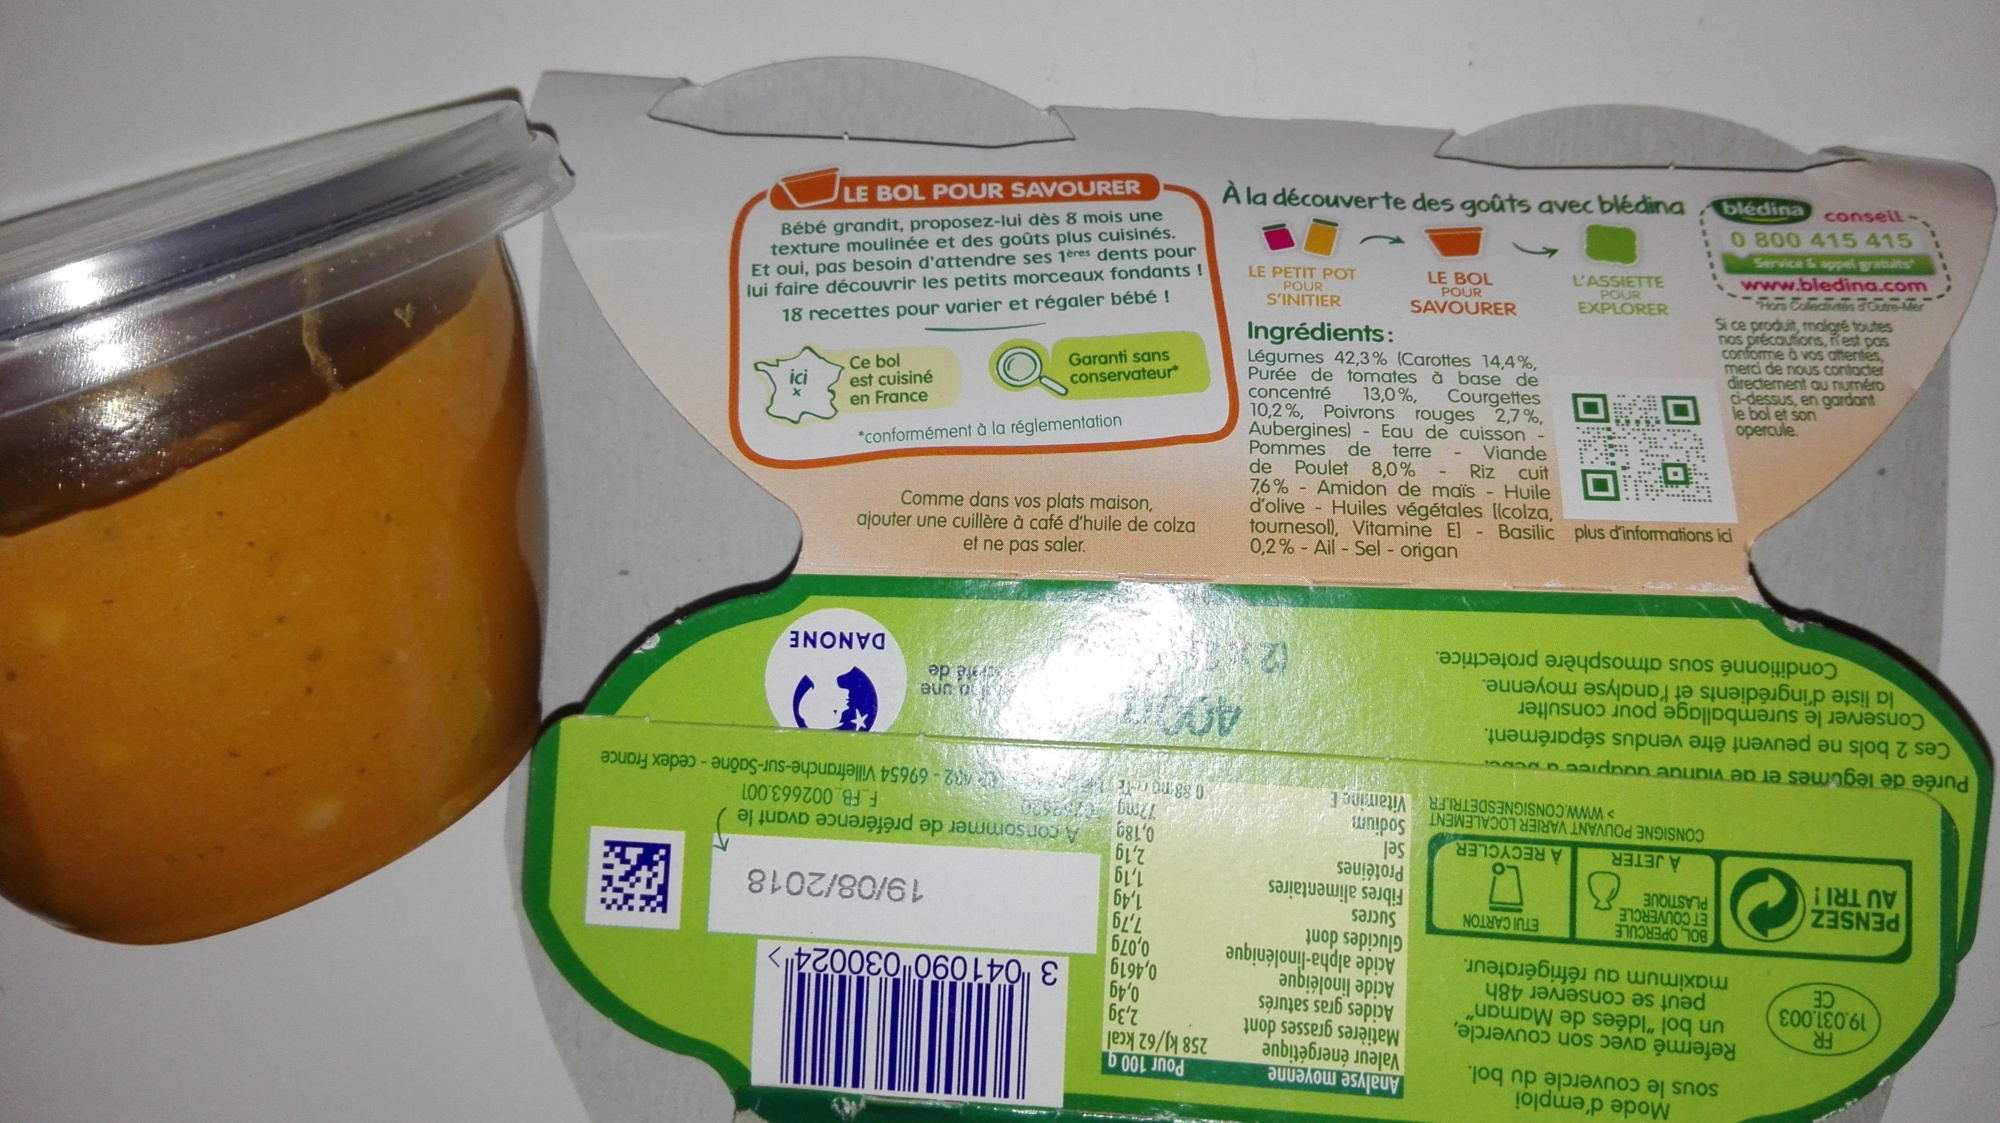 LE BOL POUR SAVOURER
Bébé grandit, proposez-lui dès 8 mois une
texture moulinée et des goûts plus cuisinés.
Et oui, pas besoin d'attendre ses 1ères dents pour
lui faire découvrir les petits morceaux fondants !
18 recettes pour varier et régaler bébé !
ici
x
Ce bol
est cuisiné
en France
Garanti sans
conservateur*
*conformément à la réglementation
Comme dans vos plats maison,
ajouter une cuillère à café d'huile de colza
et ne pas saler.
À la découverte des goûts avec blédina
LE PETIT POT
POUR
S'INITIER
LE BOL
POUR
SAVOURER
L'ASSIETTE
POUR
EXPLORER
Ingrédients :
Légumes 42,3% (Carottes 14,4%,
Purée de tomates à base de
concentré 13,0%, Courgettes
10,2%, Poivrons rouges 2,7%,
Aubergines) - Eau de cuisson -
Pommes de terre - Viande
de Poulet 8,0% - Riz cuit
7,6% - Amidon de maïs - Huile
d'olive - Huiles végétales [(colza,
tournesol), Vitamine E] - Basilic
0,2% - Ail - Sel - origan
plus d'informations ici
blédina conseil
0 800 415 415
Service & appel gratuits*
www.bledina.com
*Hors Collectivités d'Outre-Mer
Si ce produit, malgré toutes
nos précautions, n'est pas
conforme à vos attentes,
merci de nous contacter
directement au numéro
ci-dessus, en gardant
le bol et son
opercule.
Mode d'emploi
sous le couvercle du bol.
Refermé avec son couvercle,
un bol "Idées de Maman"
peut se conserver 48h
maximum au réfrigérateur.
FR
19.031.003
CE
PENSEZ
AU TRI !
BOL, OPERCULE
ET COUVERCLE
PLASTIQUE
À JETER
ETUI CARTON
À RECYCLER
CONSIGNE POUVANT VARIER LOCALEMENT
> WWW.CONSIGNESDETRI.FR
Analyse moyenne Pour 100 g
Valeur énergétique 258 kJ/62 kcal
Matières grasses dont 2,3g
Acides gras saturés 0,4g
Acide linoléique 0,461g
Acide alpha-linolénique 0,07g
Glucides dont 7,7g
Sucres 1,4g
Fibres alimentaires 1,1g
Protéines 2,1g
Sel 0,18g
Sodium 72mg
Vitamine E 0.88 mg
3 041090 030024 >
19/08/2018
A consommer de préférence avant le
F_FB_002663.001
69654 Villefranche-sur-Saône - cedex France
Purée de légumes et de viande
Ces 2 bols ne peuvent être vendus séparément.
Conserver le suremballage pour consulter
la liste d'ingrédients et l'analyse moyenne.
Conditionné sous atmosphère protectrice.
400g
une
de
DANONE